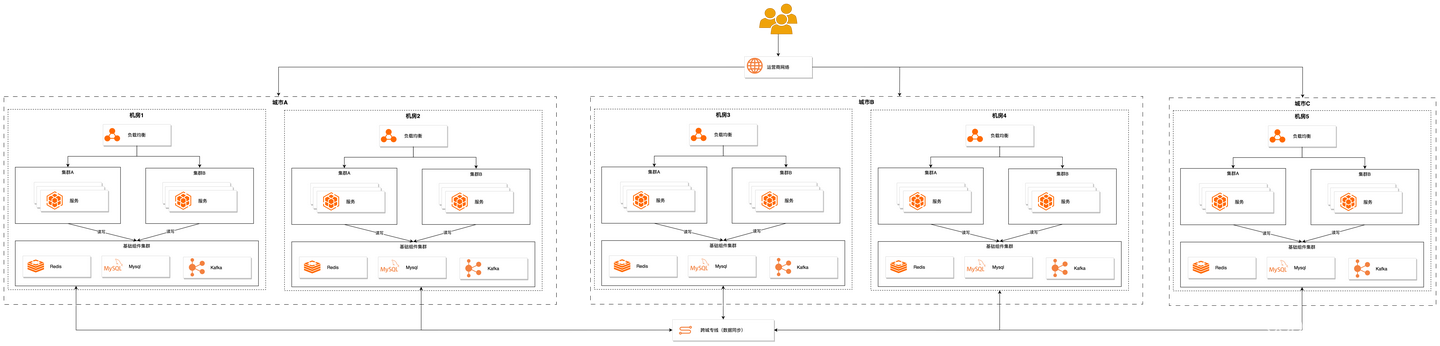 运营商网络
城市A
城市B
城市C
机房1
负载均衡
集群A
服务
集群B
服务
读写
读写
基础组件集群
Redis
MySQL
Mysql
Kafka
机房2
负载均衡
集群A
服务
集群B
服务
读写
读写
基础组件集群
Redis
MySQL
Mysql
Kafka
机房3
负载均衡
集群A
服务
集群B
服务
读写
读写
基础组件集群
Redis
MySQL
Mysql
Kafka
机房4
负载均衡
集群A
服务
集群B
服务
读写
读写
基础组件集群
Redis
MySQL
Mysql
Kafka
机房5
负载均衡
集群A
服务
集群B
服务
读写
读写
基础组件集群
Redis
MySQL
Mysql
Kafka
跨城专线（数据同步）